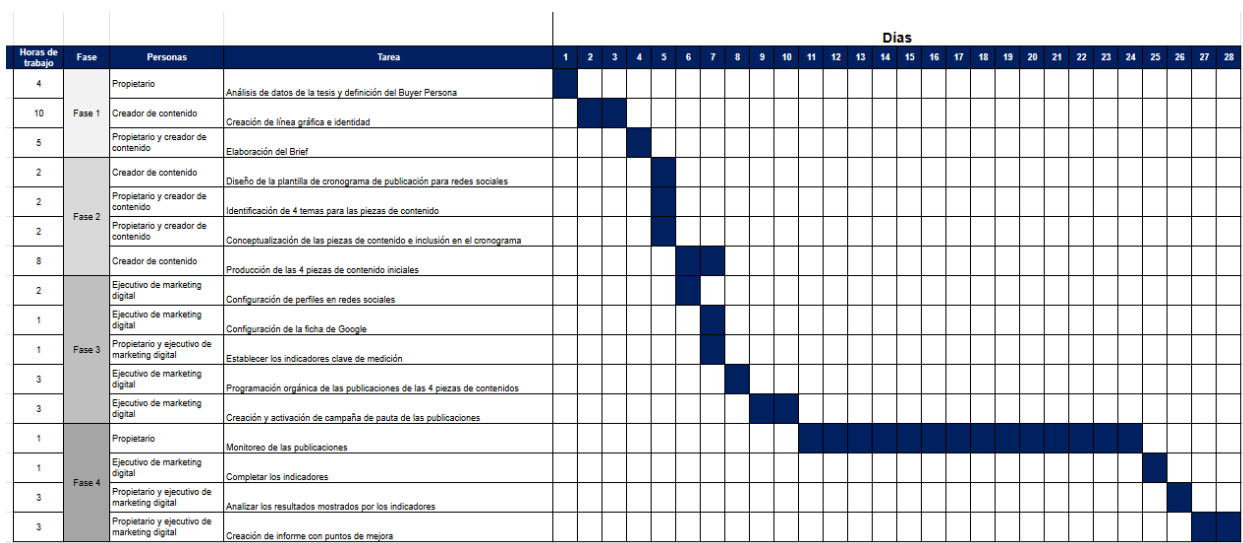 Días
Horas de trabajo Fase Personas Tarea 1 2 3 4 5 6 7 8 9 10 11 12 13 14 15 16 17 18 19 20 21 22 23 24 25 26 27 28
4 Propietario Análisis de datos de la tesis y definición del Buyer Persona
10 Fase 1 Creador de contenido Creación de línea gráfica e identidad
5 Propietario y creador de contenido Elaboración del Brief
2 Creador de contenido Diseño de la plantilla de cronograma de publicación para redes sociales
2 Fase 2 Propietario y creador de contenido Identificación de 4 temas para las piezas de contenido
2 Propietario y creador de contenido Conceptualización de las piezas de contenido e inclusión en el cronograma
8 Creador de contenido Producción de las 4 piezas de contenido iniciales
2 Ejecutivo de marketing digital Configuración de perfiles en redes sociales
1 Ejecutivo de marketing digital Configuración de la ficha de Google
1 Fase 3 Propietario y ejecutivo de marketing digital Establecer los indicadores clave de medición
3 Ejecutivo de marketing digital Programación orgánica de las publicaciones de las 4 piezas de contenidos
3 Ejecutivo de marketing digital Creación y activación de campaña de pauta de las publicaciones
1 Propietario Monitoreo de las publicaciones
1 Fase 4 Ejecutivo de marketing digital Completar los indicadores
3 Propietario y ejecutivo de marketing digital Analizar los resultados mostrados por los indicadores
3 Propietario y ejecutivo de marketing digital Creación de informe con puntos de mejora